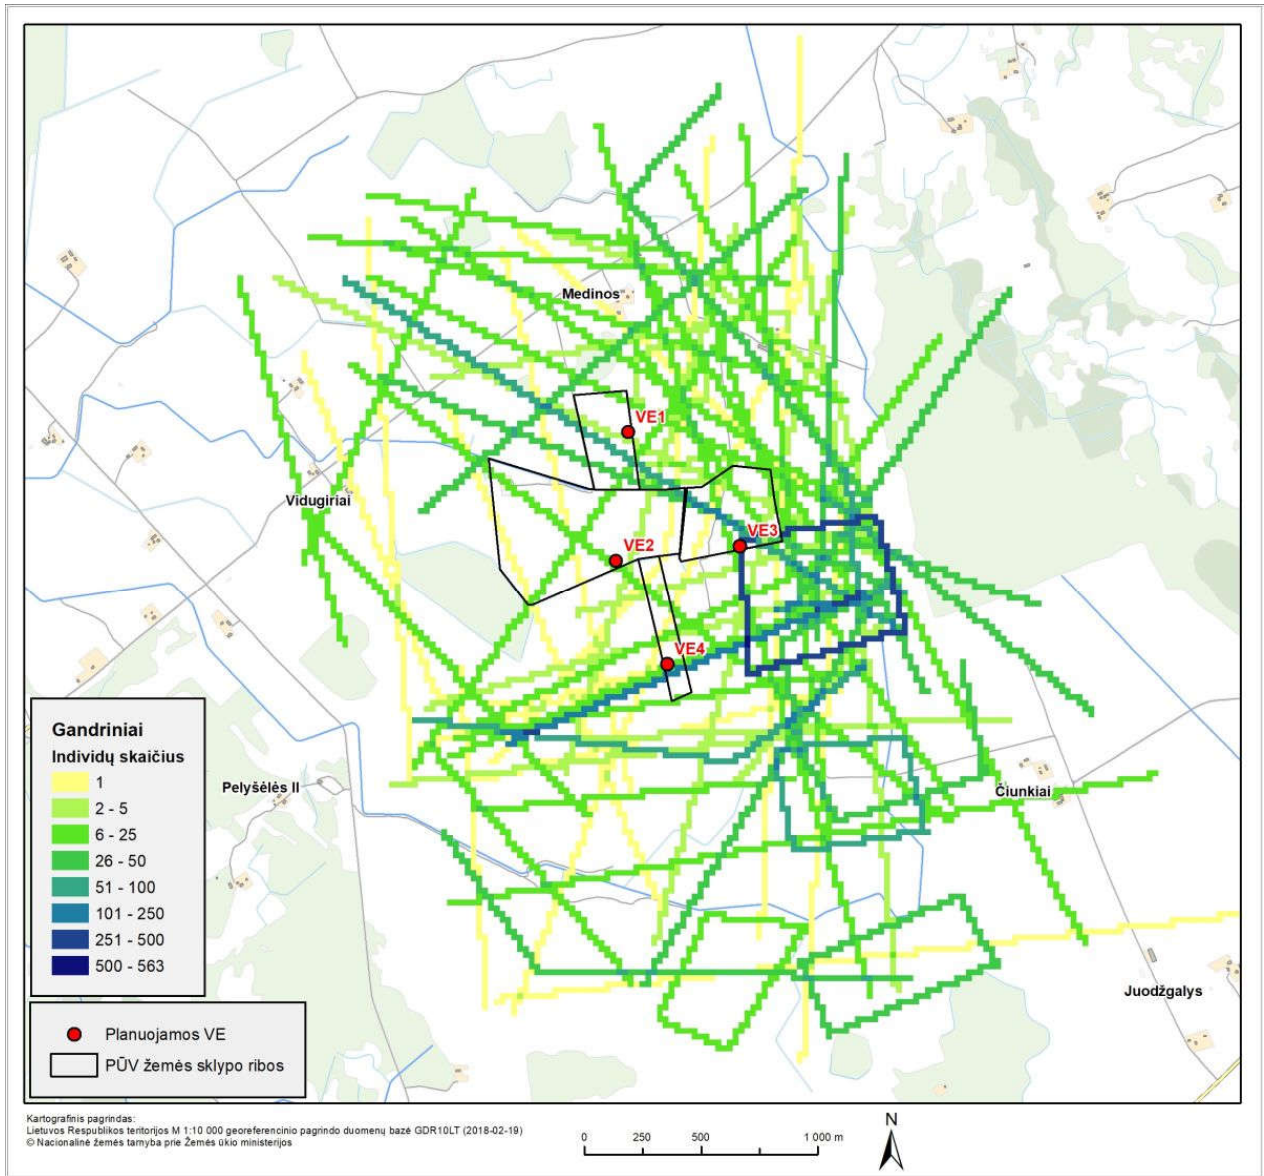 Medinos
VE1
Vidugiriai
VE2
VE3
VE4
Gandriniai
Individų skaičius
1
2 - 5
6 - 25
26 - 50
51 - 100
101 - 250
251 - 500
500 - 563
Pelyšėlės II
Čiunkiai
Juodžgalys
Planuojamos VE
PŪV žemės sklypo ribos
Kartografinis pagrindas:
Lietuvos Respublikos teritorijos M 1:10 000 georeferencinio pagrindo duomenų bazė GDR10LT (2018-02-19)
© Nacionalinė žemės tarnyba prie Žemės ūkio ministerijos
0 250 500 1 000 m
N